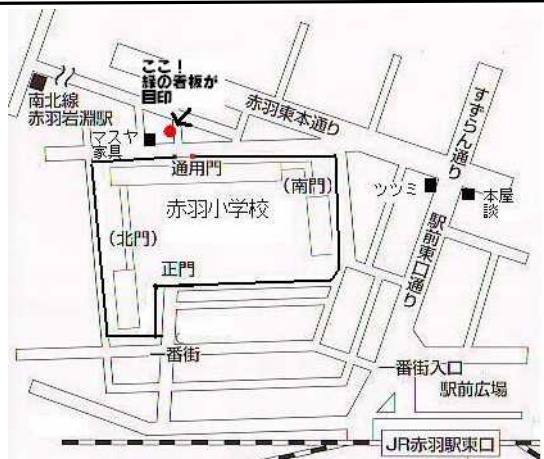 ここ！
緑の看板が
目印
南北線
赤羽岩淵駅
赤羽東本通り
すずらん通り
マスヤ
家具
通用門
(南門)
ツツミ
本屋
談
赤羽小学校
(北門)
駅前東口通り
正門
一番街
一番街入口
駅前広場
JR赤羽駅東口